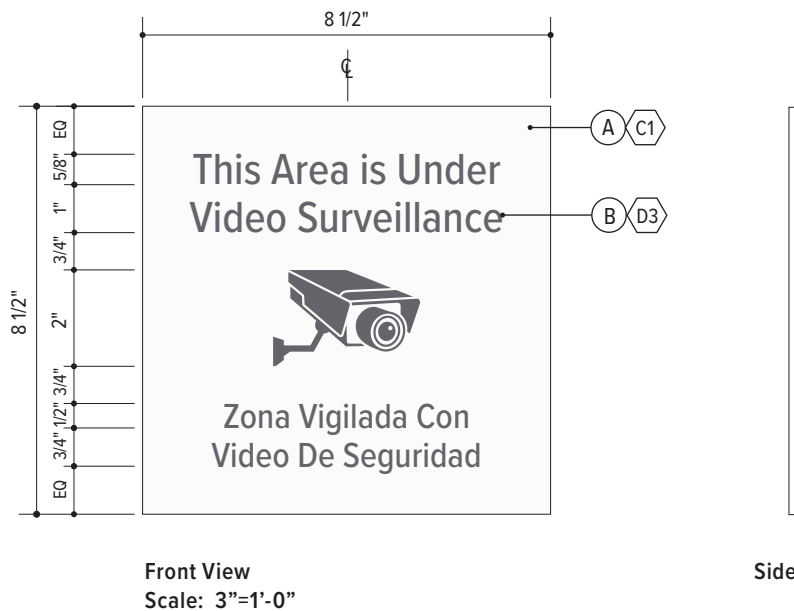 8 1/2"
℄
EQ
5/8"
1"
3/4"
2"
3/4"
1/2"
3/4"
EQ
8 1/2"
This Area is Under
Video Surveillance
Zona Vigilada Con
Video De Seguridad
A C1
B D3
Front View
Scale: 3”=1’-0”
Side